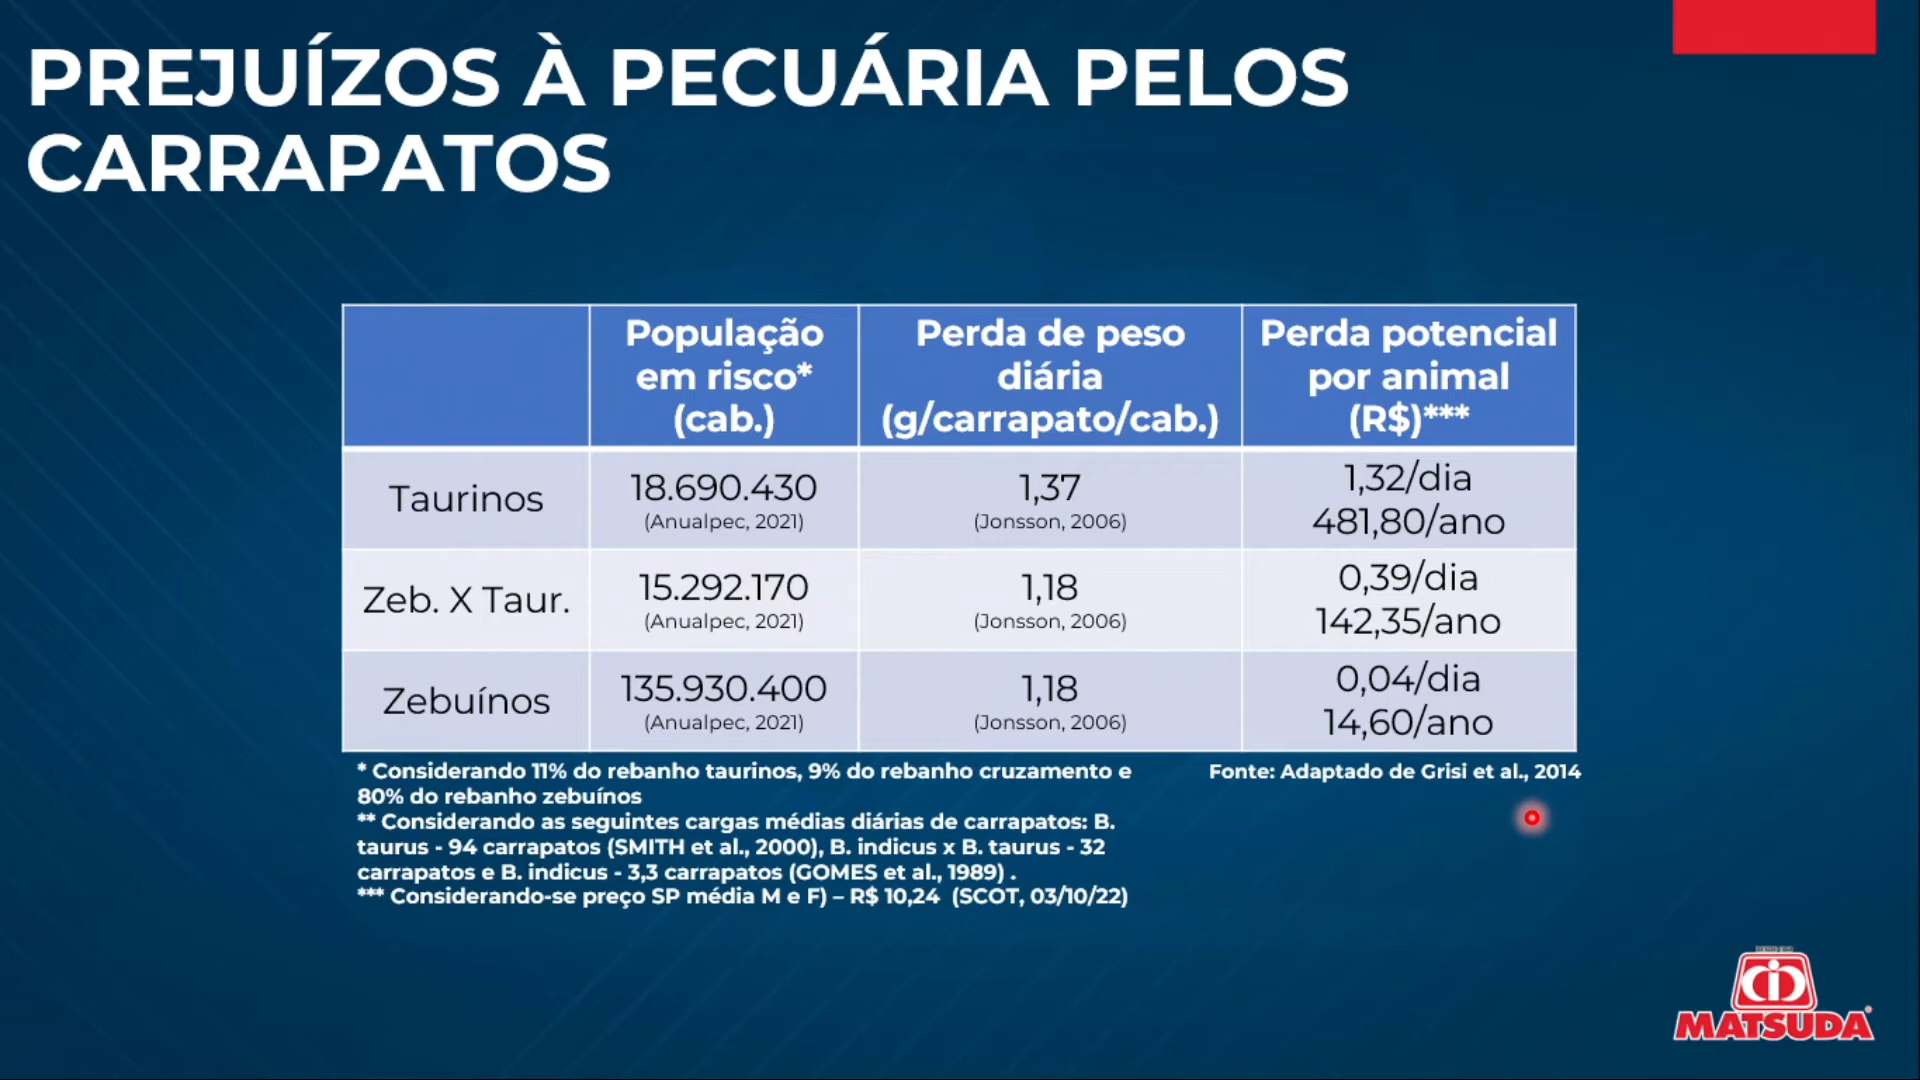 PREJUÍZOS À PECUÁRIA PELOS
CARRAPATOS
População
em risco*
(cab.)
Perda de peso
diária
(g/carrapato/cab.)
Perda potencial
por animal
(R$)***
Taurinos
18.690.430
(Anualpec, 2021)
1,37
(Jonsson, 2006)
1,32/dia
481,80/ano
Zeb. X Taur.
15.292.170
(Anualpec, 2021)
1,18
(Jonsson, 2006)
0,39/dia
142,35/ano
Zebuínos
135.930.400
(Anualpec, 2021)
1,18
(Jonsson, 2006)
0,04/dia
14,60/ano
* Considerando 11% do rebanho taurinos, 9% do rebanho cruzamento e
80% do rebanho zebuínos
** Considerando as seguintes cargas médias diárias de carrapatos: B.
taurus - 94 carrapatos (SMITH et al., 2000), B. indicus x B. taurus - 32
carrapatos e B. indicus - 3,3 carrapatos (GOMES et al., 1989) .
*** Considerando-se preço SP média M e F) – R$ 10,24 (SCOT, 03/10/22)
Fonte: Adaptado de Grisi et al., 2014
MATSUDA®